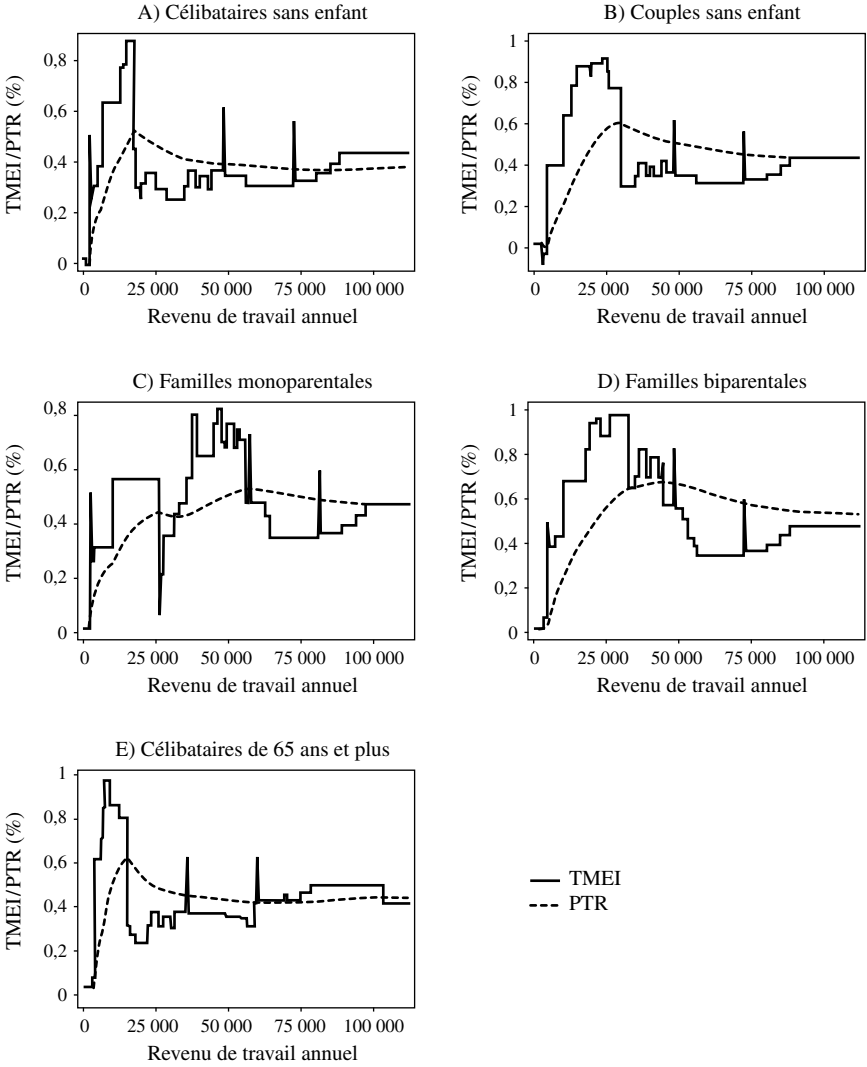 A) Célibataires sans enfant
TMEI/PTR (%)
0,8
0,6
0,4
0,2
0
0 25 000 50 000 75 000 100 000
Revenu de travail annuel
B) Couples sans enfant
TMEI/PTR (%)
1
0,8
0,6
0,4
0,2
0
0 25 000 50 000 75 000 100 000
Revenu de travail annuel
C) Familles monoparentales
TMEI/PTR (%)
0,8
0,6
0,4
0,2
0
0 25 000 50 000 75 000 100 000
Revenu de travail annuel
D) Familles biparentales
TMEI/PTR (%)
1
0,8
0,6
0,4
0,2
0
0 25 000 50 000 75 000 100 000
Revenu de travail annuel
E) Célibataires de 65 ans et plus
TMEI/PTR (%)
1
0,8
0,6
0,4
0,2
0
0 25 000 50 000 75 000 100 000
Revenu de travail annuel
TMEI
PTR